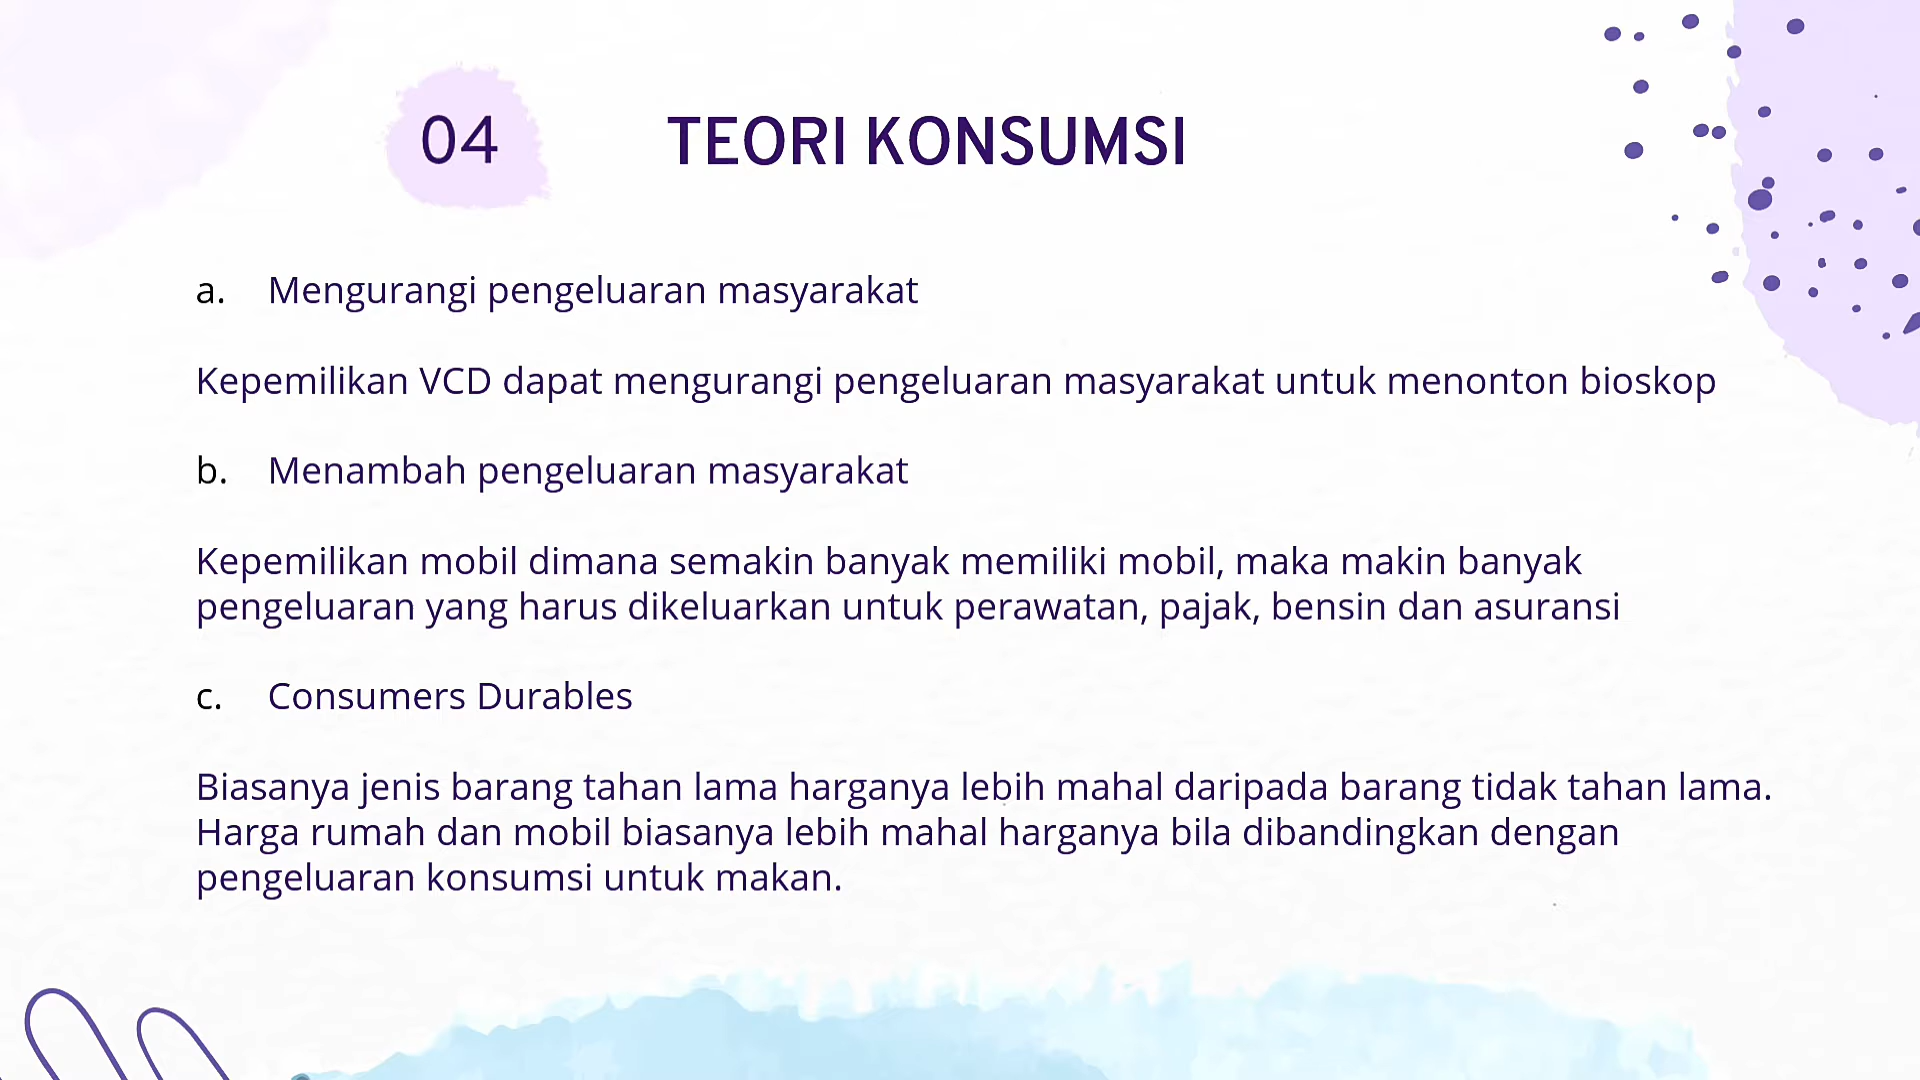 04 TEORI KONSUMSI
a. Mengurangi pengeluaran masyarakat
Kepemilikan VCD dapat mengurangi pengeluaran masyarakat untuk menonton bioskop
b. Menambah pengeluaran masyarakat
Kepemilikan mobil dimana semakin banyak memiliki mobil, maka makin banyak
pengeluaran yang harus dikeluarkan untuk perawatan, pajak, bensin dan asuransi
c. Consumers Durables
Biasanya jenis barang tahan lama harganya lebih mahal daripada barang tidak tahan lama.
Harga rumah dan mobil biasanya lebih mahal harganya bila dibandingkan dengan
pengeluaran konsumsi untuk makan.